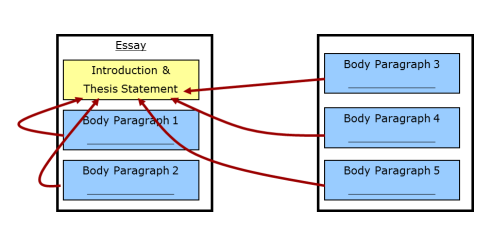 Essay
Introduction &
Thesis Statement
Body Paragraph 1
Body Paragraph 2
Body Paragraph 3
Body Paragraph 4
Body Paragraph 5